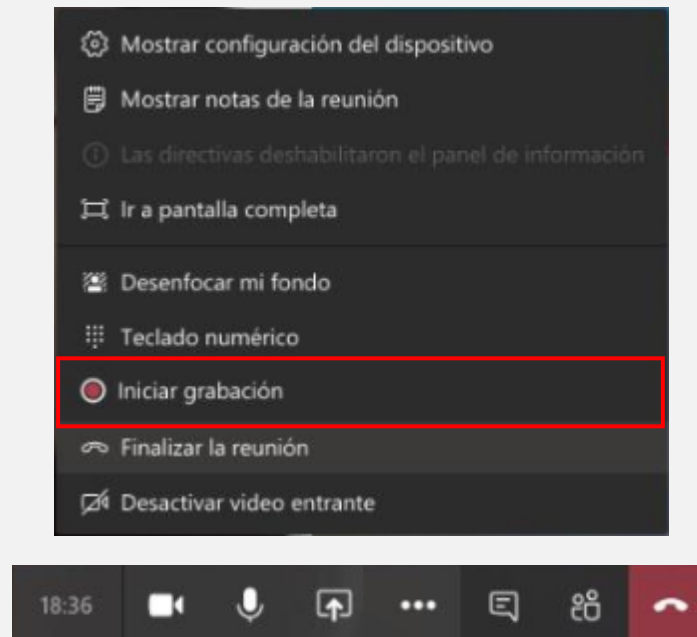 Mostrar configuración del dispositivo
Mostrar notas de la reunión
Las directivas deshabilitaron el panel de información
Ir a pantalla completa
Desenfocar mi fondo
Teclado numérico
Iniciar grabación
Finalizar la reunión
Desactivar video entrante
18:36